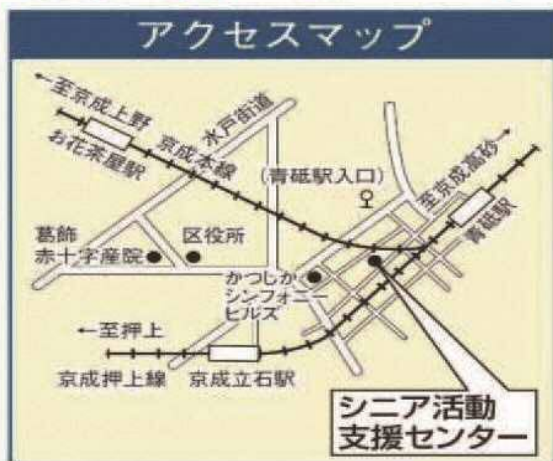 アクセスマップ
←至京成上野
お花茶屋駅
京成本線
水戸街道
(青砥駅入口)
至京成高砂→
青砥駅
葛飾
赤十字産院
区役所
かつしか
シンフォニー
ヒルズ
←至押上
京成押上線
京成立石駅
シニア活動
支援センター